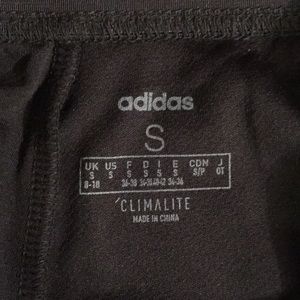 adidas
S
UK US F D I E CDN J
S S S S S S S/P OT
8-10
CLIMALITE
MADE IN CHINA